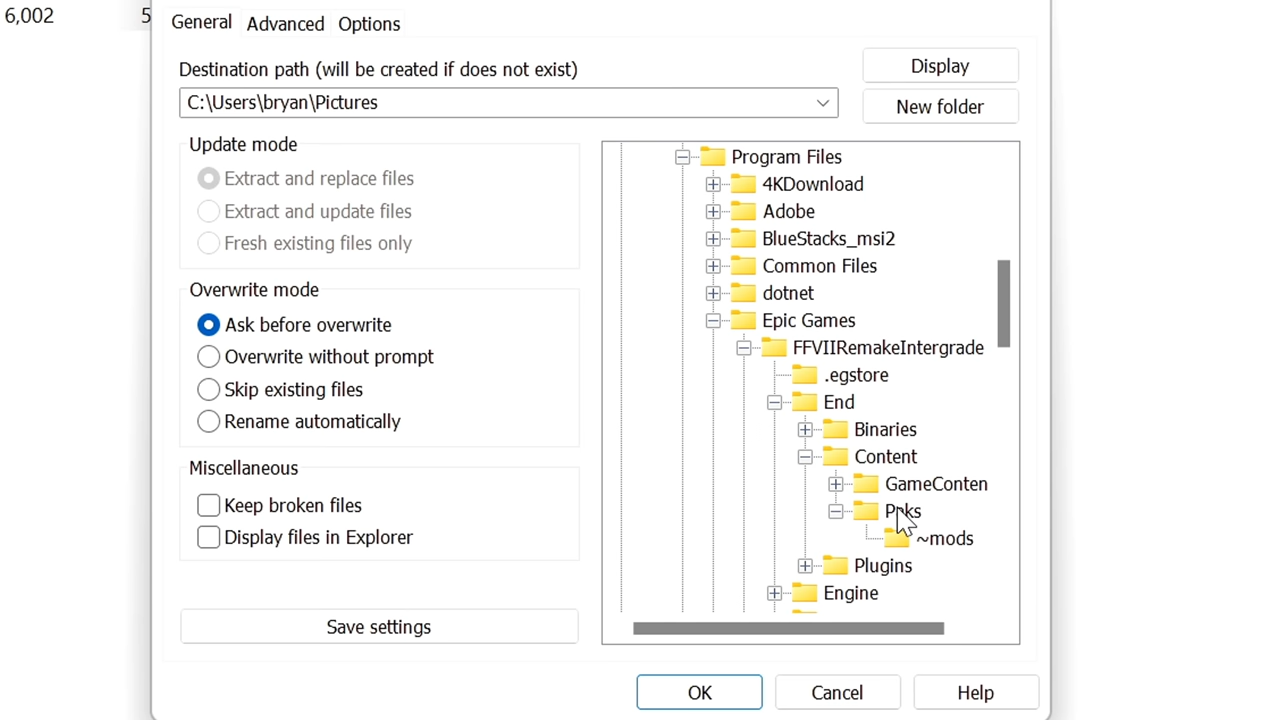 6,002
5
General Advanced Options
Destination path (will be created if does not exist)
Display
C:\Users\bryan\Pictures
New folder
Update mode
Extract and replace files
Extract and update files
Fresh existing files only
Overwrite mode
Ask before overwrite
Overwrite without prompt
Skip existing files
Rename automatically
Miscellaneous
Keep broken files
Display files in Explorer
Save settings
Program Files
4KDownload
Adobe
BlueStacks_msi2
Common Files
dotnet
Epic Games
FFVIIRemakeIntergrade
.egstore
End
Binaries
Content
GameConten
Paks
~mods
Plugins
Engine
OK Cancel Help